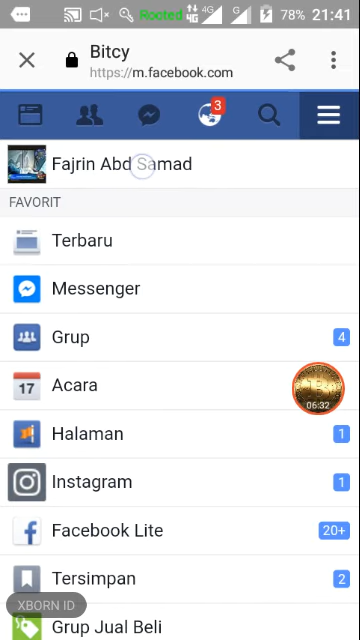 Rooted 4G 4G G 78% 21:41
Bitcy
https://m.facebook.com
3
Fajrin Abd Samad
FAVORIT
Terbaru
Messenger
Grup 4
17 Acara
06:32
Halaman 1
Instagram 1
Facebook Lite 20+
Tersimpan 2
XBORN ID
Grup Jual Beli